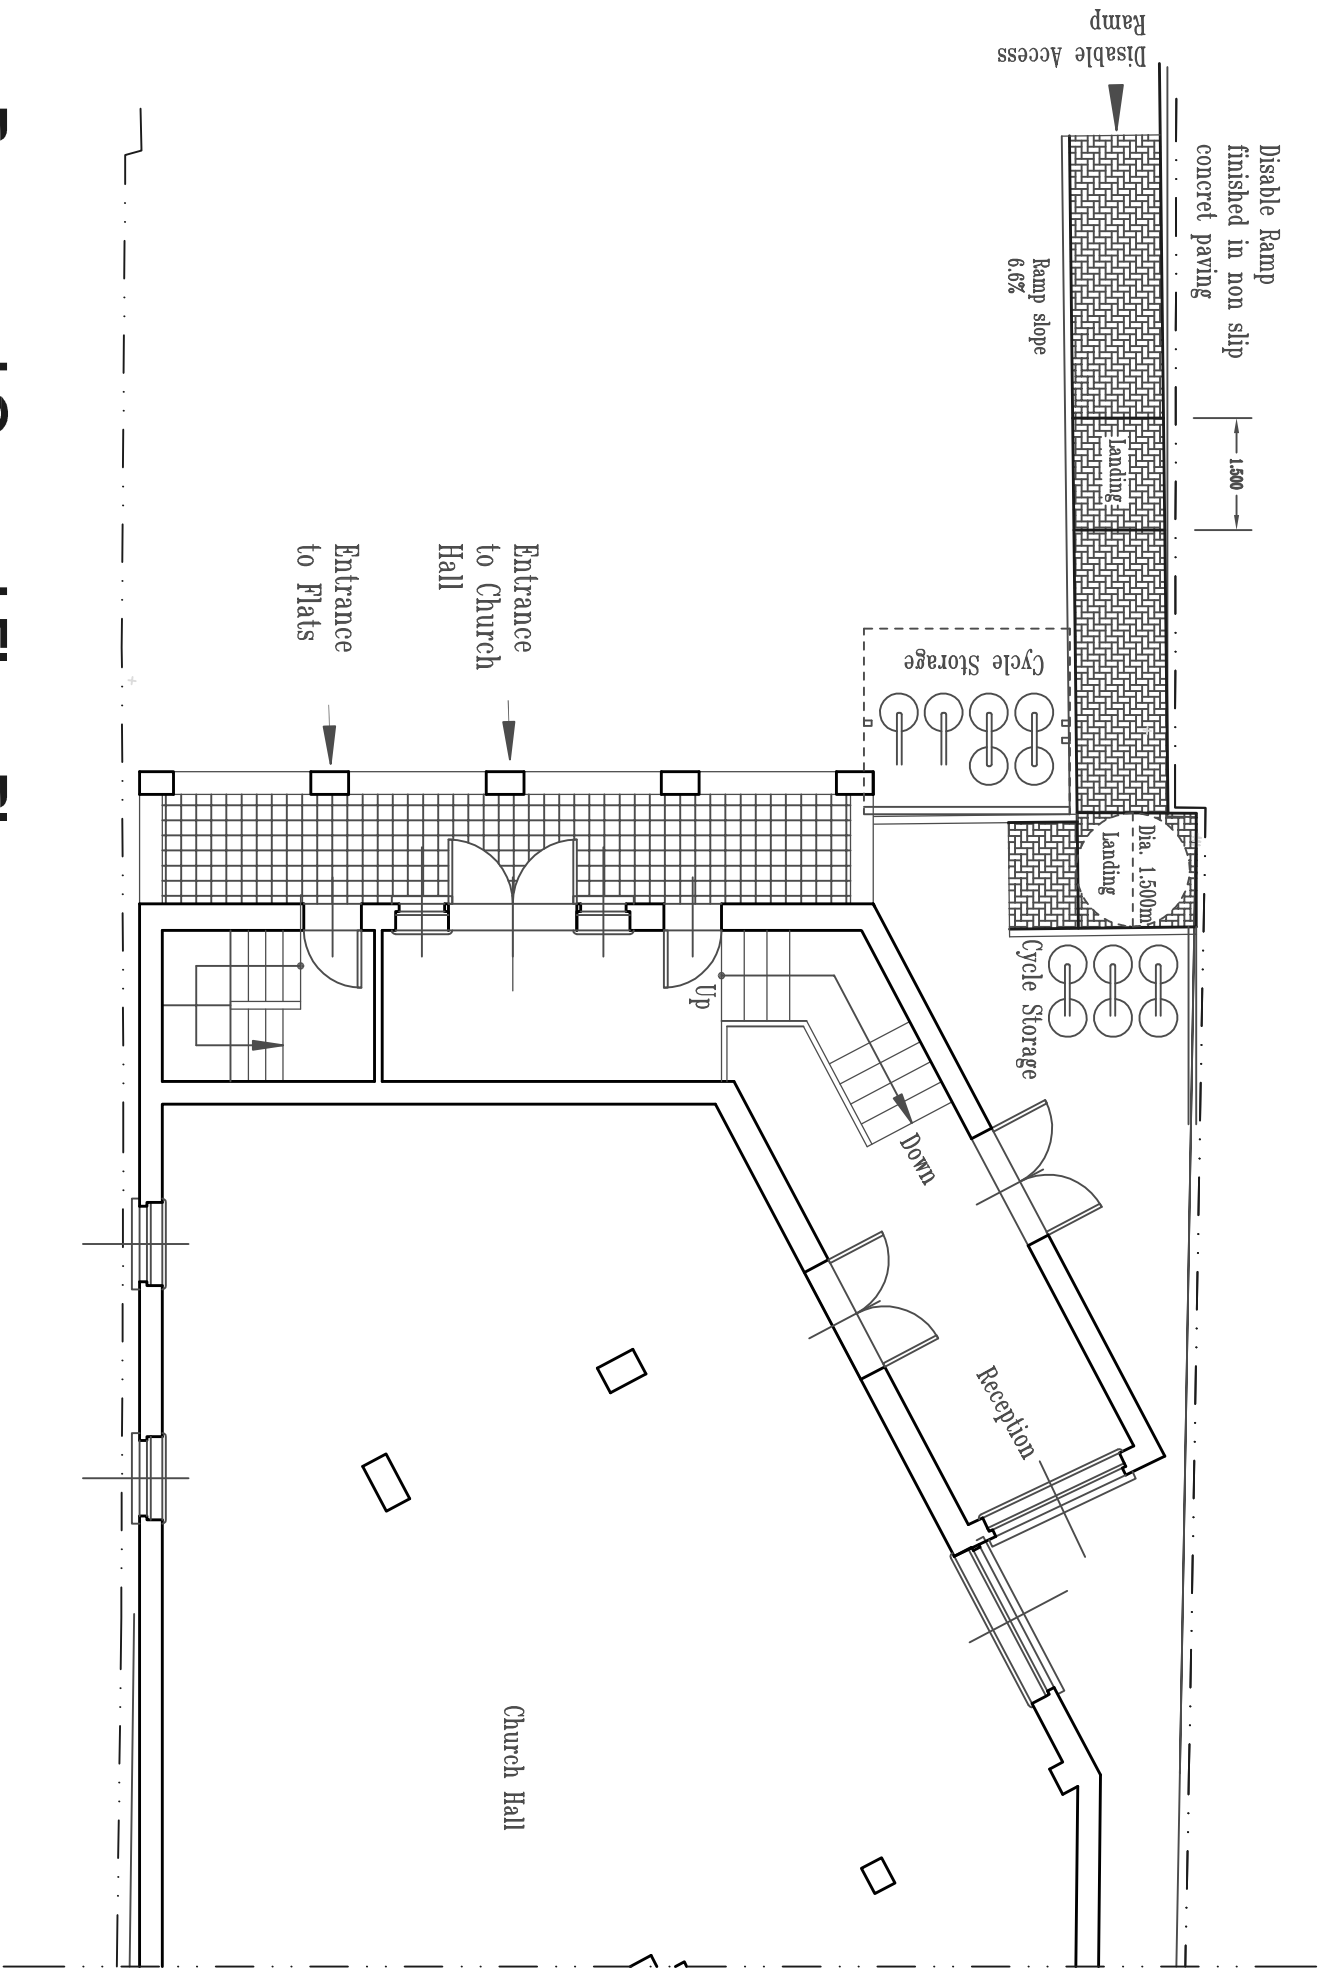 Disable Access
Ramp
Disable Ramp
finished in non slip
concret paving
Ramp slope
6.6%
Landing
1.500
Entrance
to Church
Hall
Entrance
to Flats
Cycle Storage
Dia. 1.500m
Landing
Cycle Storage
Up
Down
Reception
Church Hall